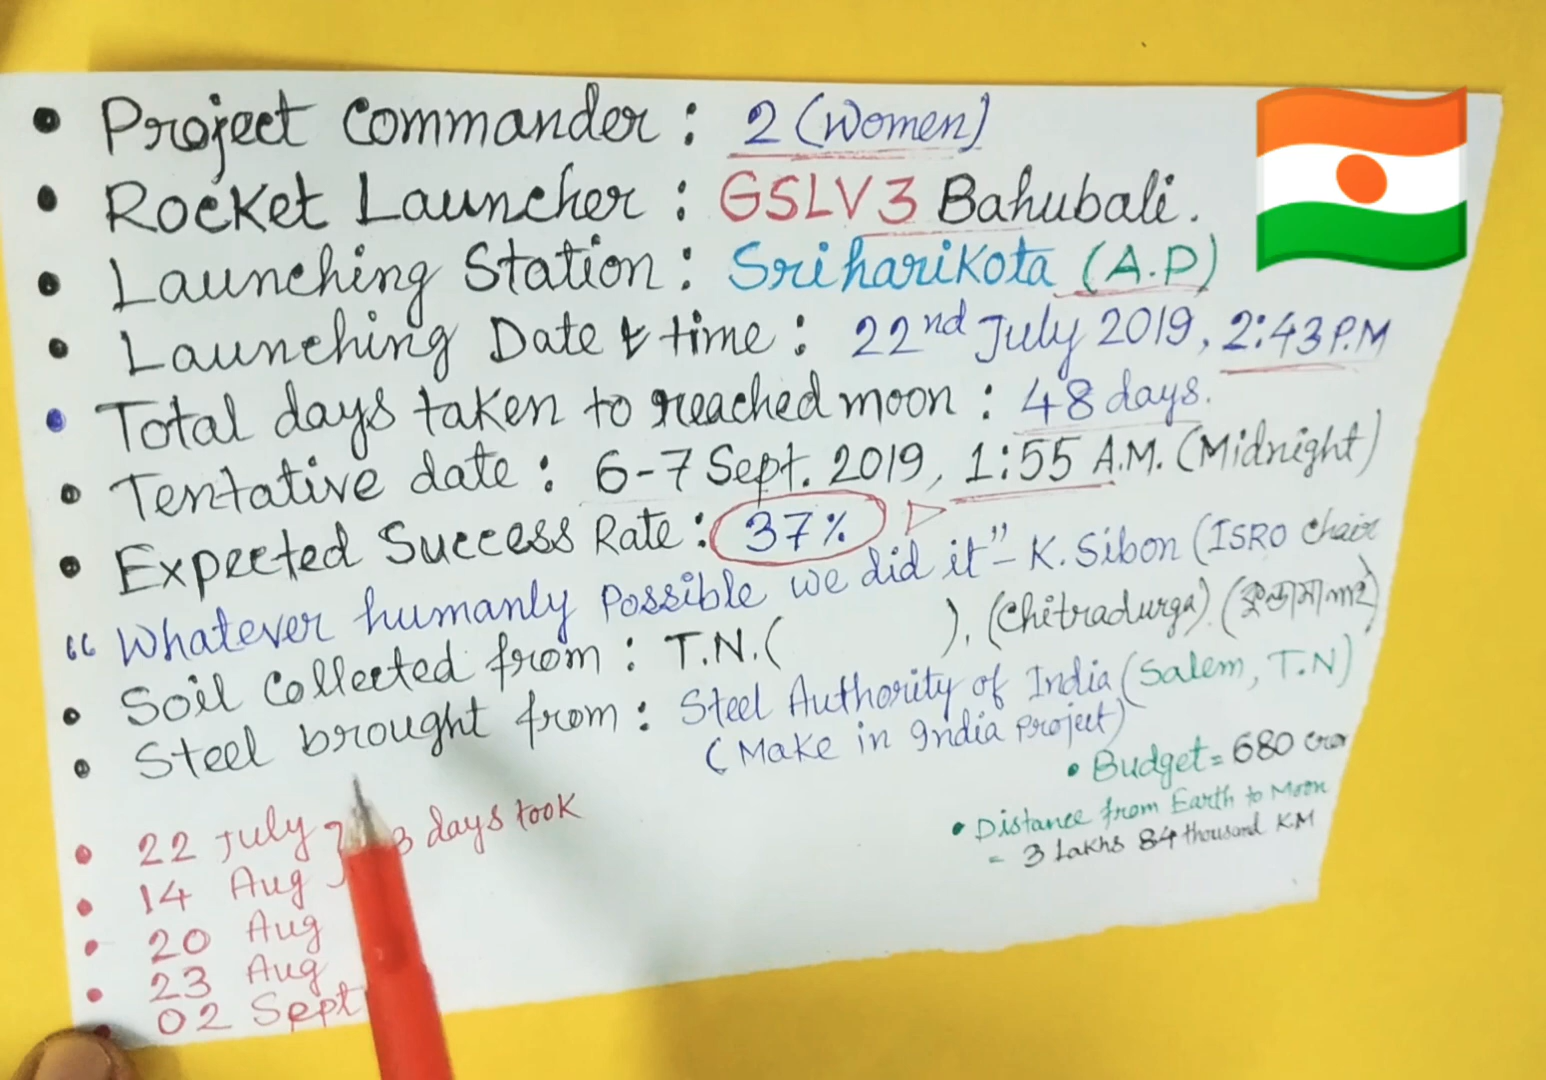 • Project Commander : 2 (Women)
• Rocket Launcher : GSLV3 Bahubali.
• Launching Station : Sriharikota (A.P)
• Launching Date & time : 22nd July 2019, 2:43 P.M
• Total days taken to reached moon : 48 days.
• Tentative date : 6-7 Sept. 2019, 1:55 A.M. (Midnight)
• Expected Success Rate : 37%
“ Whatever humanly Possible we did it” - K. Sibon (ISRO Chair
• Soil Collected from : T.N. ( ). (Chitradurga).
• Steel brought from : Steel Authority of India (Salem, T.N)
(Make in India Project)
• Budget = 680 cror
• Distance from Earth to Moon
= 3 Lakhs 84 thousand KM
• 22 July 3 days took
• 14 Aug
• 20 Aug
• 23 Aug
• 02 Sept